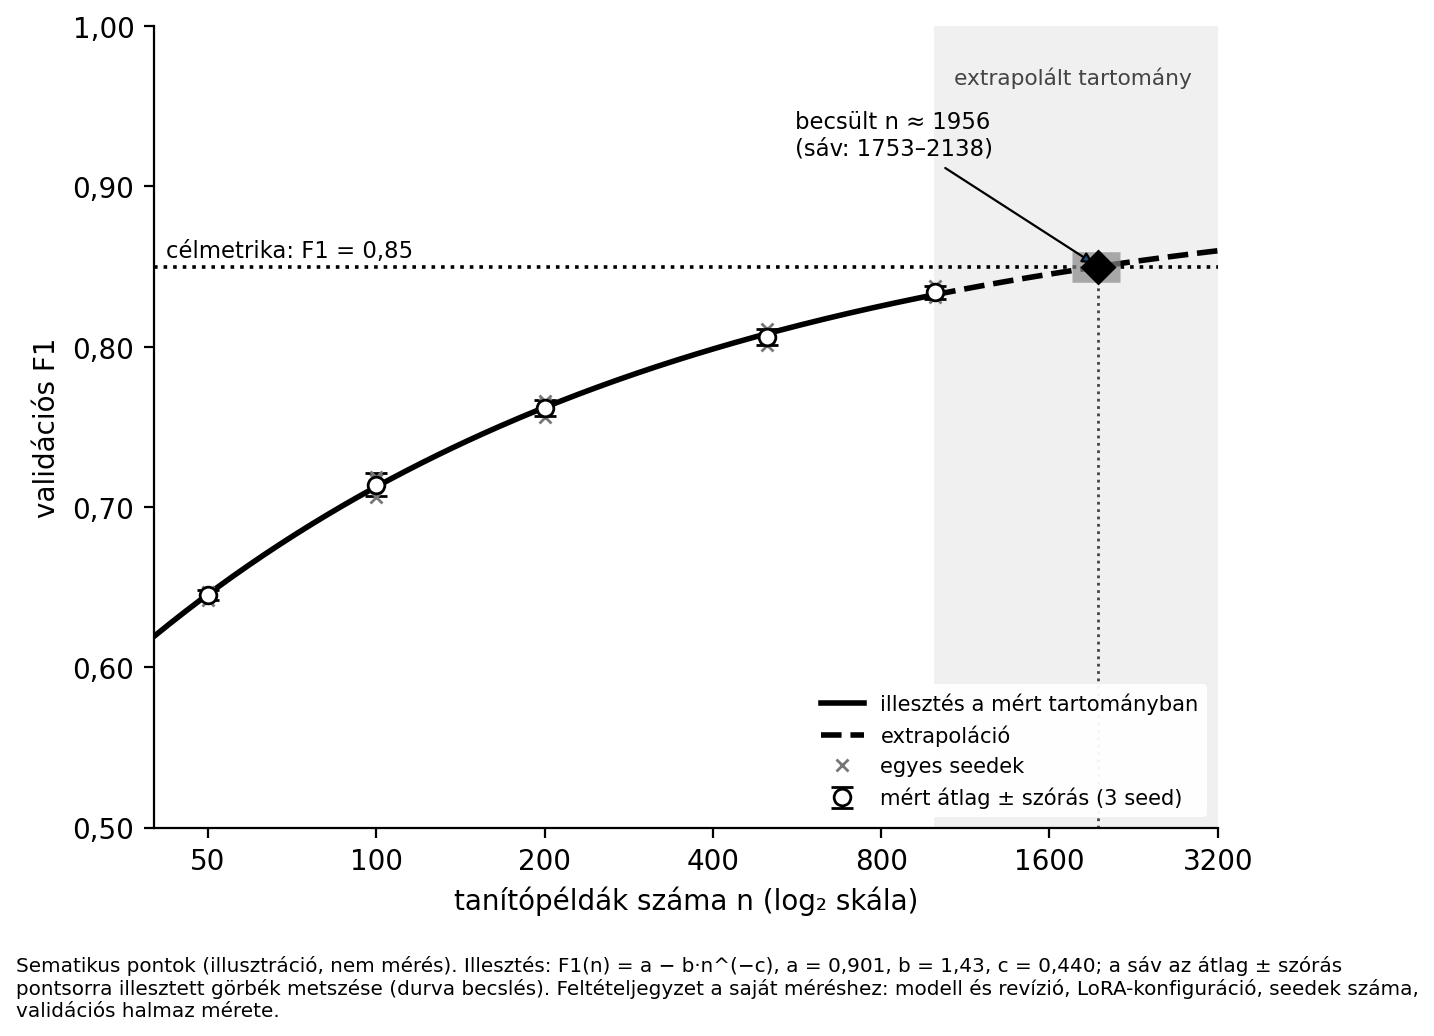 1,00
0,90
0,80
0,70
0,60
0,50
validációs F1
extrapolált tartomány
becsült n ≈ 1956
(sáv: 1753–2138)
célmetrika: F1 = 0,85
illesztés a mért tartományban
extrapoláció
egyes seedek
mért átlag ± szórás (3 seed)
50 100 200 400 800 1600 3200
tanítópéldák száma n (log₂ skála)
Sematikus pontok (illusztráció, nem mérés). Illesztés: F1(n) = a − b·n^(−c), a = 0,901, b = 1,43, c = 0,440; a sáv az átlag ± szórás
pontsorra illesztett görbék metszése (durva becslés). Feltételjegyzet a saját méréshez: modell és revízió, LoRA-konfiguráció, seedek száma,
validációs halmaz mérete.